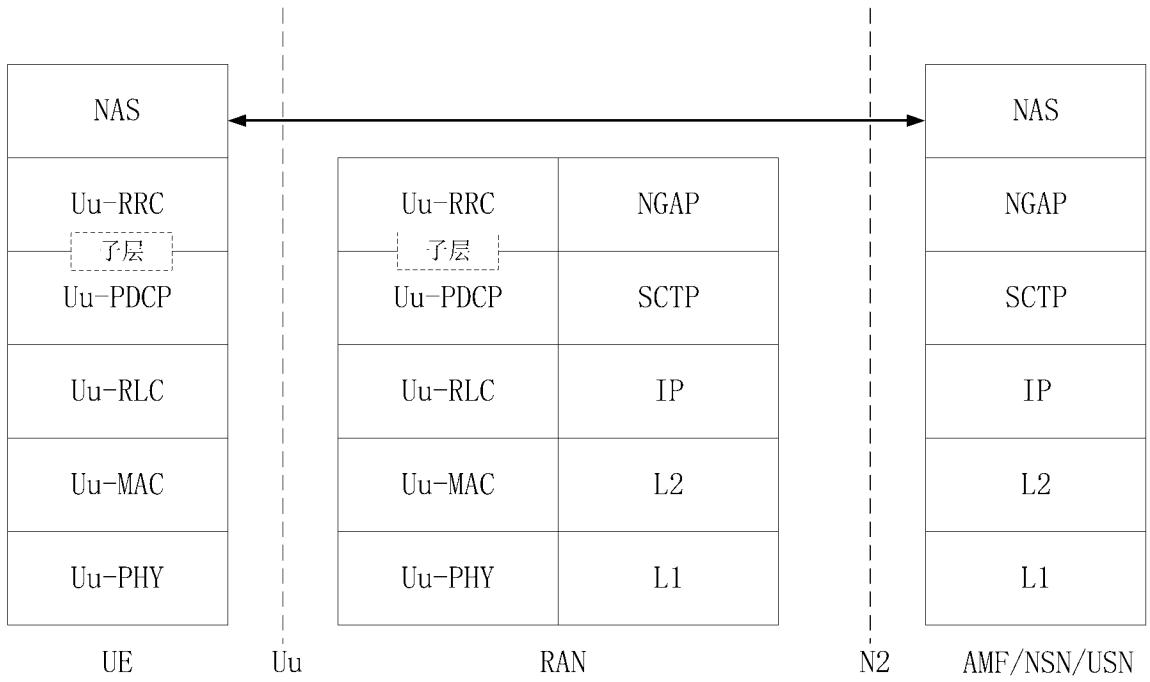 NAS
NAS
Uu-RRC
Uu-RRC
NGAP
NGAP
子层
子层
Uu-PDCP
Uu-PDCP
SCTP
SCTP
Uu-RLC
Uu-RLC
IP
IP
Uu-MAC
Uu-MAC
L2
L2
Uu-PHY
Uu-PHY
L1
L1
UE
Uu
RAN
N2
AMF/NSN/USN